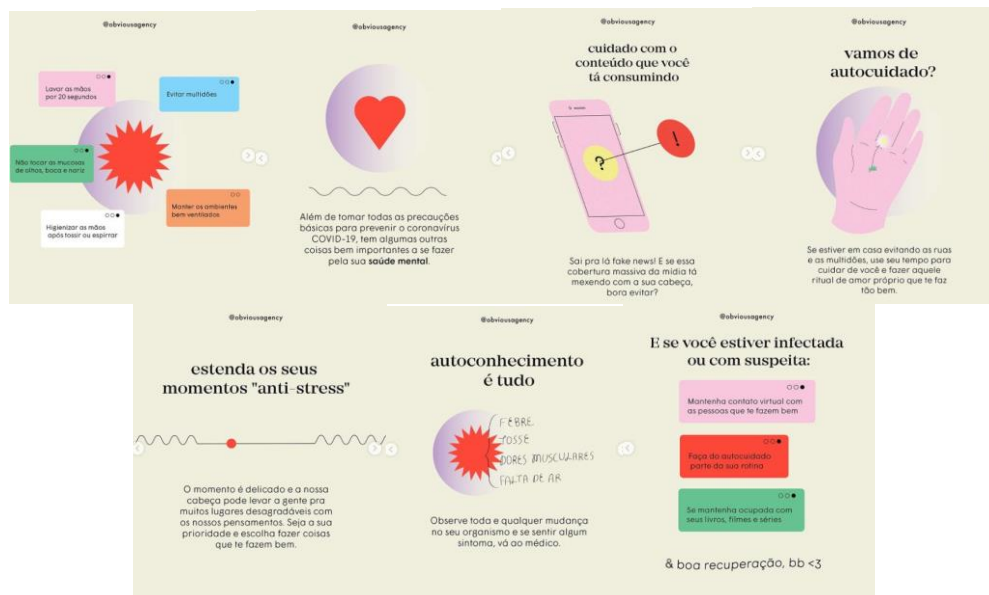 @obviousagency
Lavar as mãos
por 20 segundos
Evitar multidões
Não tocar as mucosas
de olhos, boca e nariz
Manter os ambientes
bem ventilados
Higienizar as mãos
após tossir ou espirrar
@obviousagency
Além de tomar todas as precauções
básicas para prevenir o coronavírus
COVID-19, tem algumas outras
coisas bem importantes a se fazer
pela sua saúde mental.
@obviousagency
cuidado com o
conteúdo que você
tá consumindo
?
!
Sai pra lá fake news! E se essa
cobertura massiva da mídia tá
mexendo com a sua cabeça,
bora evitar?
@obviousagency
vamos de
autocuidado?
Se estiver em casa evitando as ruas
e as multidões, use seu tempo para
cuidar de você e fazer aquele
ritual de amor próprio que te faz
tão bem.
@obviousagency
estenda os seus
momentos "anti-stress"
O momento é delicado e a nossa
cabeça pode levar a gente pra
muitos lugares desagradáveis com
os nossos pensamentos. Seja a sua
prioridade e escolha fazer coisas
que te fazem bem.
@obviousagency
autoconhecimento
é tudo
FEBRE
TOSSE
DORES MUSCULARES
FALTA DE AR
Observe toda e qualquer mudança
no seu organismo e se sentir algum
sintoma, vá ao médico.
@obviousagency
E se você estiver infectada
ou com suspeita:
Mantenha contato virtual com
as pessoas que te fazem bem
Faça do autocuidado
parte da sua rotina
Se mantenha ocupada com
seus livros, filmes e séries
& boa recuperação, bb <3